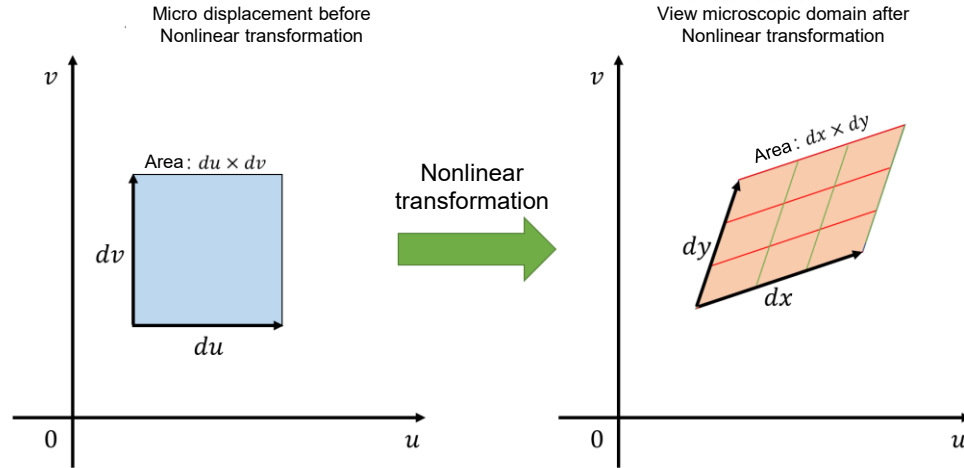 Micro displacement before
Nonlinear transformation
v
Area: du × dv
dv
du
0
u
Nonlinear
transformation
View microscopic domain after
Nonlinear transformation
v
Area: dx × dy
dy
dx
0
u